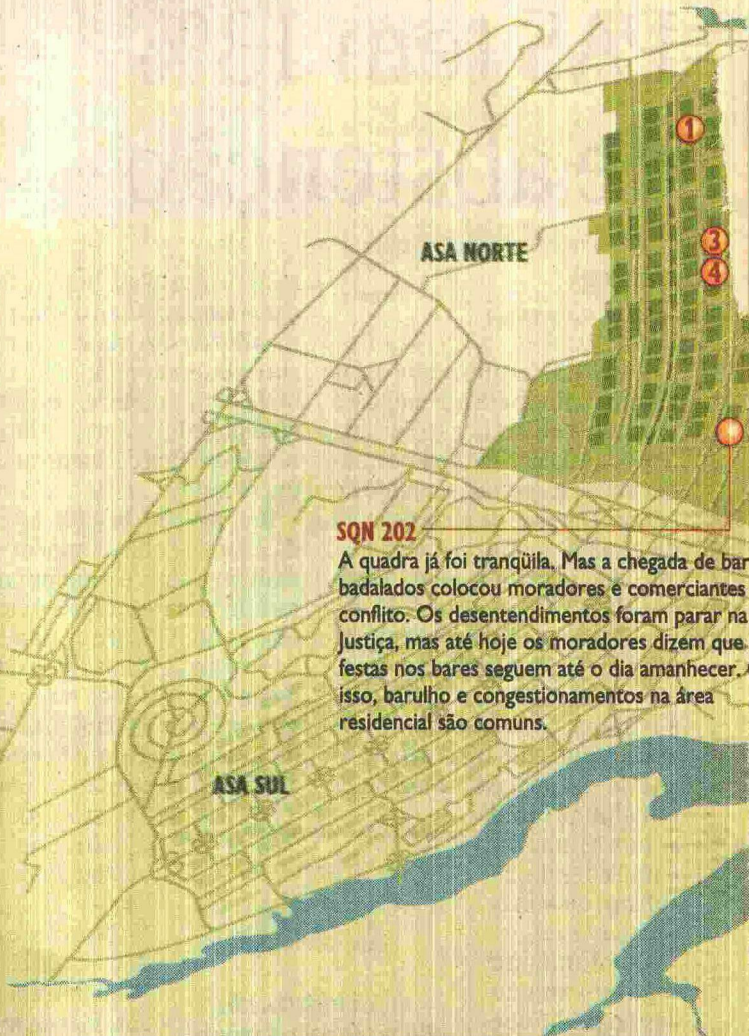 1
ASA NORTE
3
4
SQN 202
A quadra já foi tranqüila. Mas a chegada de bar
badalados colocou moradores e comerciantes
conflito. Os desentendimentos foram parar na
Justiça, mas até hoje os moradores dizem que
festas nos bares seguem até o dia amanhecer.
isso, barulho e congestionamentos na área
residencial são comuns.
ASA SUL